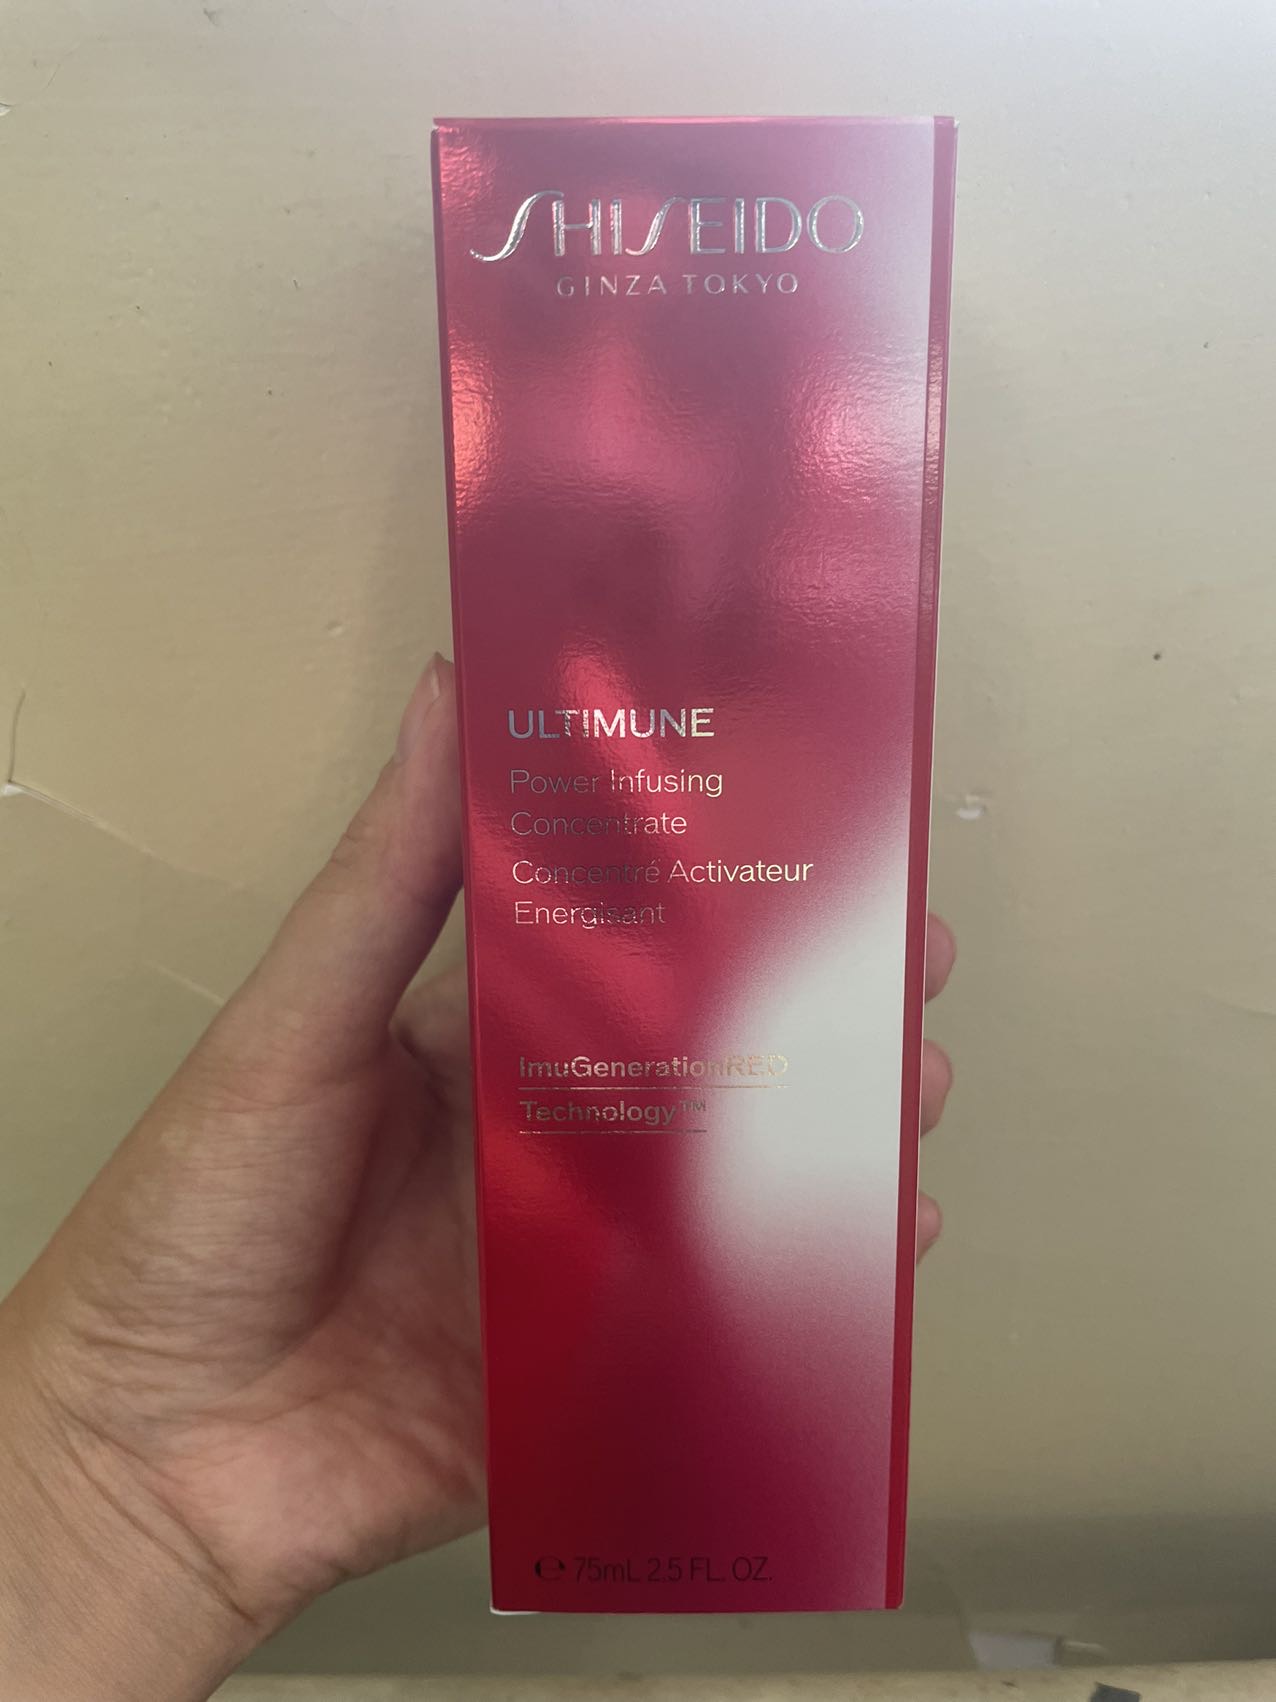 SHISEIDO
GINZA TOKYO
ULTIMUNE
Power Infusing
Concentrate
Concentré Activateur
Energisant
ImuGenerationRED
Technology™
℮ 75mL 2.5 FL. OZ.